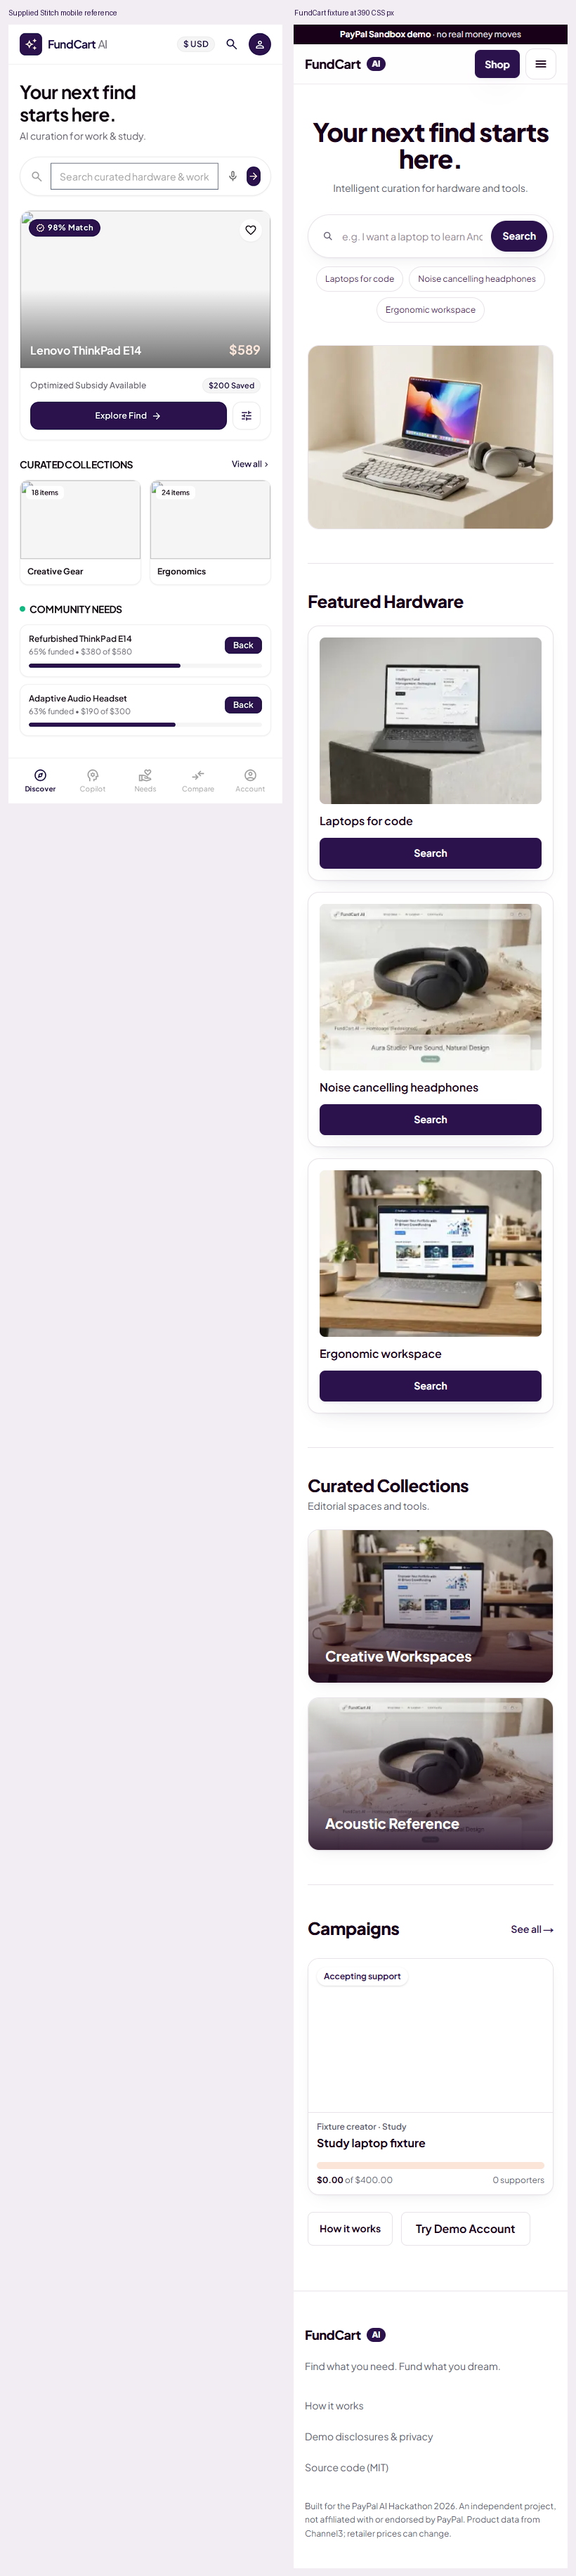 Supplied Stitch mobile reference
FundCart AI
$ USD
Your next find
starts here.
AI curation for work & study.
Search curated hardware & work
98% Match
Lenovo ThinkPad E14
$589
Optimized Subsidy Available
$200 Saved
Explore Find →
CURATED COLLECTIONS
View all ›
18 items
24 items
Creative Gear
Ergonomics
COMMUNITY NEEDS
Refurbished ThinkPad E14
65% funded • $380 of $580
Back
Adaptive Audio Headset
63% funded • $190 of $300
Back
Discover
Copilot
Needs
Compare
Account
FundCart fixture at 390 CSS px
PayPal Sandbox demo · no real money moves
FundCart AI
Shop
Your next find starts
here.
Intelligent curation for hardware and tools.
e.g. I want a laptop to learn And
Search
Laptops for code
Noise cancelling headphones
Ergonomic workspace
Featured Hardware
Laptops for code
Search
FundCart AI
Aura Studio: Pure Sound, Natural Design
Noise cancelling headphones
Search
Ergonomic workspace
Search
Curated Collections
Editorial spaces and tools.
Creative Workspaces
Acoustic Reference
Campaigns
See all →
Accepting support
Fixture creator · Study
Study laptop fixture
$0.00 of $400.00
0 supporters
How it works
Try Demo Account
FundCart AI
Find what you need. Fund what you dream.
How it works
Demo disclosures & privacy
Source code (MIT)
Built for the PayPal AI Hackathon 2026. An independent project,
not affiliated with or endorsed by PayPal. Product data from
Channel3; retailer prices can change.